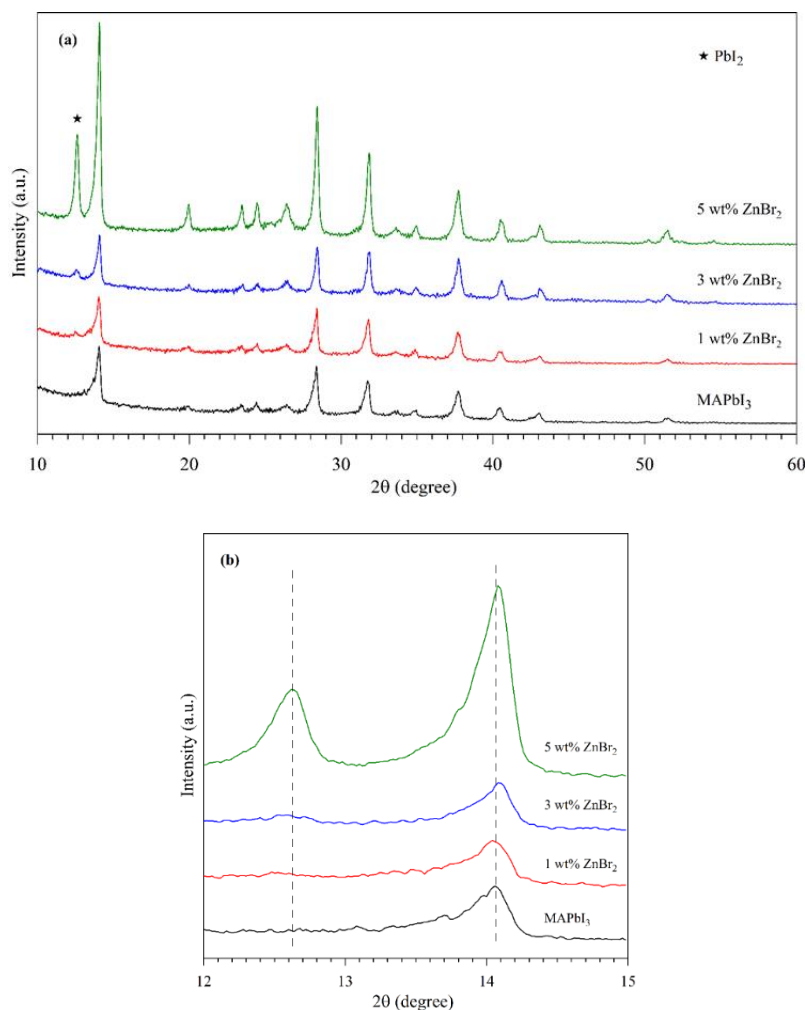 (a)
★ PbI₂
★
5 wt% ZnBr₂
3 wt% ZnBr₂
1 wt% ZnBr₂
MAPbI₃
Intensity (a.u.)
10 20 30 40 50 60
2θ (degree)
(b)
5 wt% ZnBr₂
3 wt% ZnBr₂
1 wt% ZnBr₂
MAPbI₃
Intensity (a.u.)
12 13 14 15
2θ (degree)